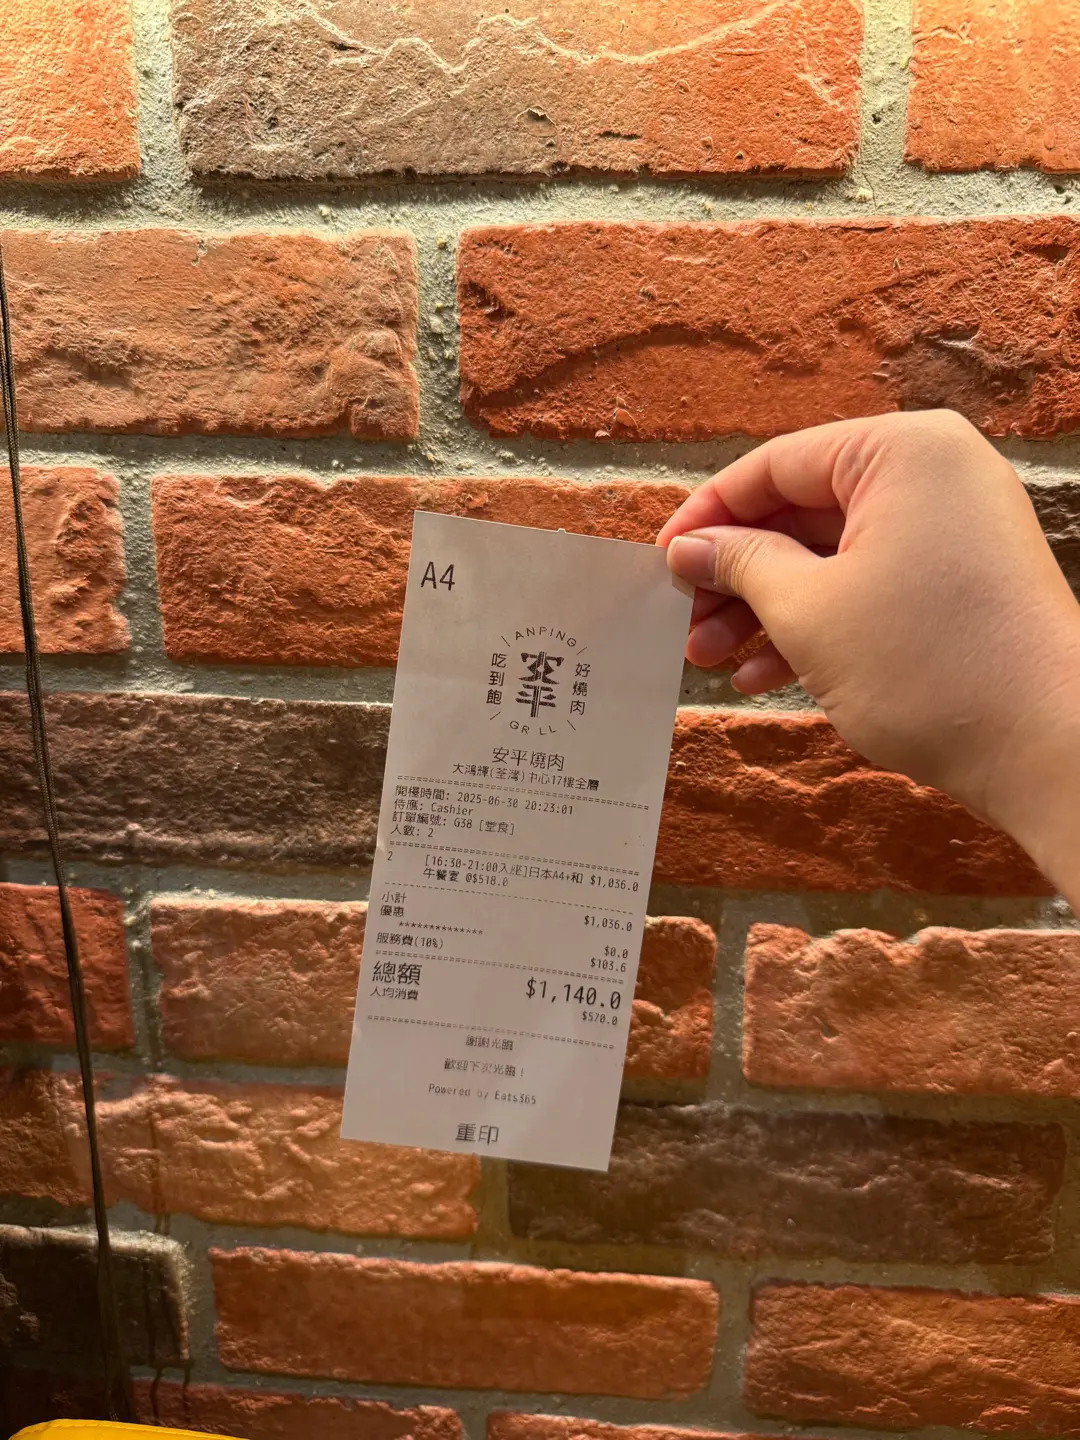 A4
ANPING
吃到飽
安平
好燒肉
GRILL
安平燒肉
大鴻輝(荃灣)中心17樓全層
開檯時間: 2025-06-30 20:23:01
侍應: Cashier
訂單編號: G38 [堂食]
人數: 2
2 [16:30-21:00入座]日本A4+和 $1,036.0
牛饗宴 @$518.0
小計 $1,036.0
優惠
************** $0.0
服務費(10%) $103.6
總額 $1,140.0
人均消費 $570.0
謝謝光臨
歡迎下次光臨!
Powered by Eats365
重印